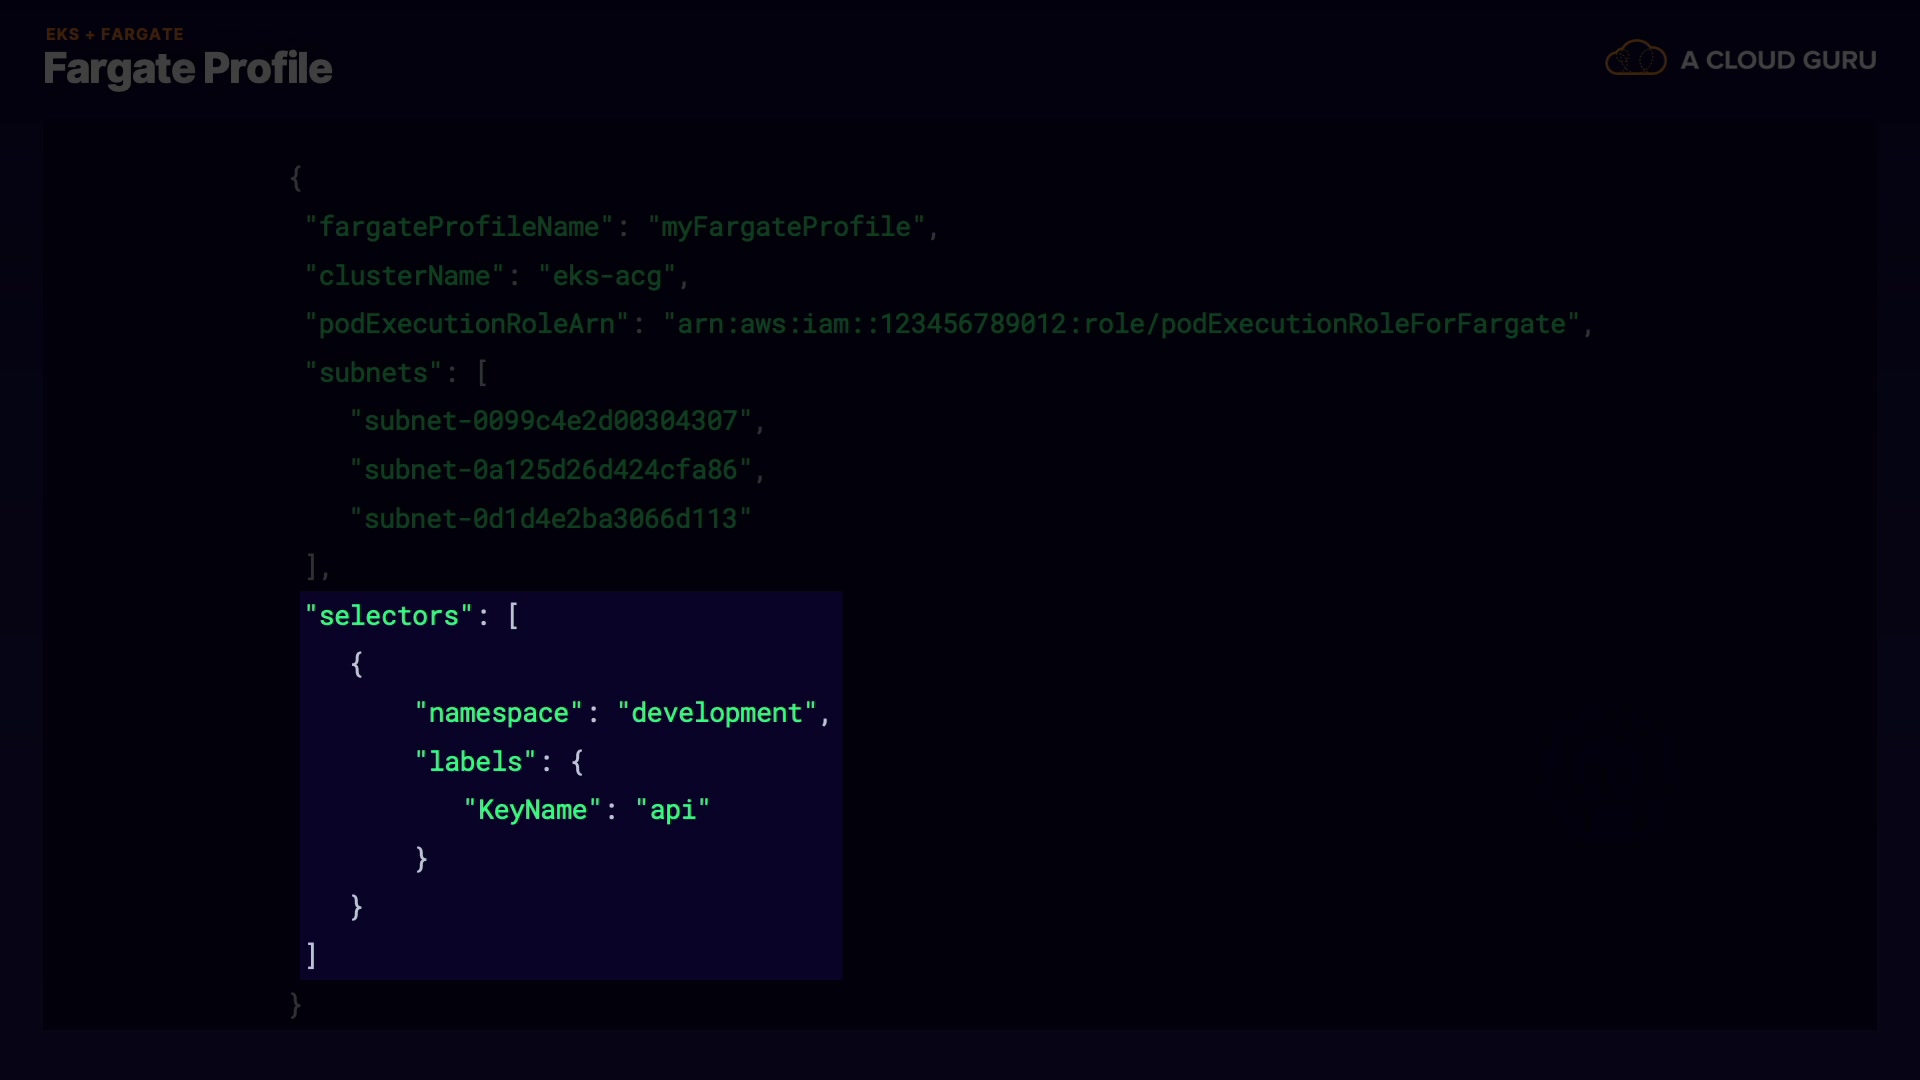 EKS + FARGATE
Fargate Profile
A CLOUD GURU
{
"fargateProfileName": "myFargateProfile",
"clusterName": "eks-acg",
"podExecutionRoleArn": "arn:aws:iam::123456789012:role/podExecutionRoleForFargate",
"subnets": [
"subnet-0099c4e2d00304307",
"subnet-0a125d26d424cfa86",
"subnet-0d1d4e2ba3066d113"
],
"selectors": [
{
"namespace": "development",
"labels": {
"KeyName": "api"
}
}
]
}